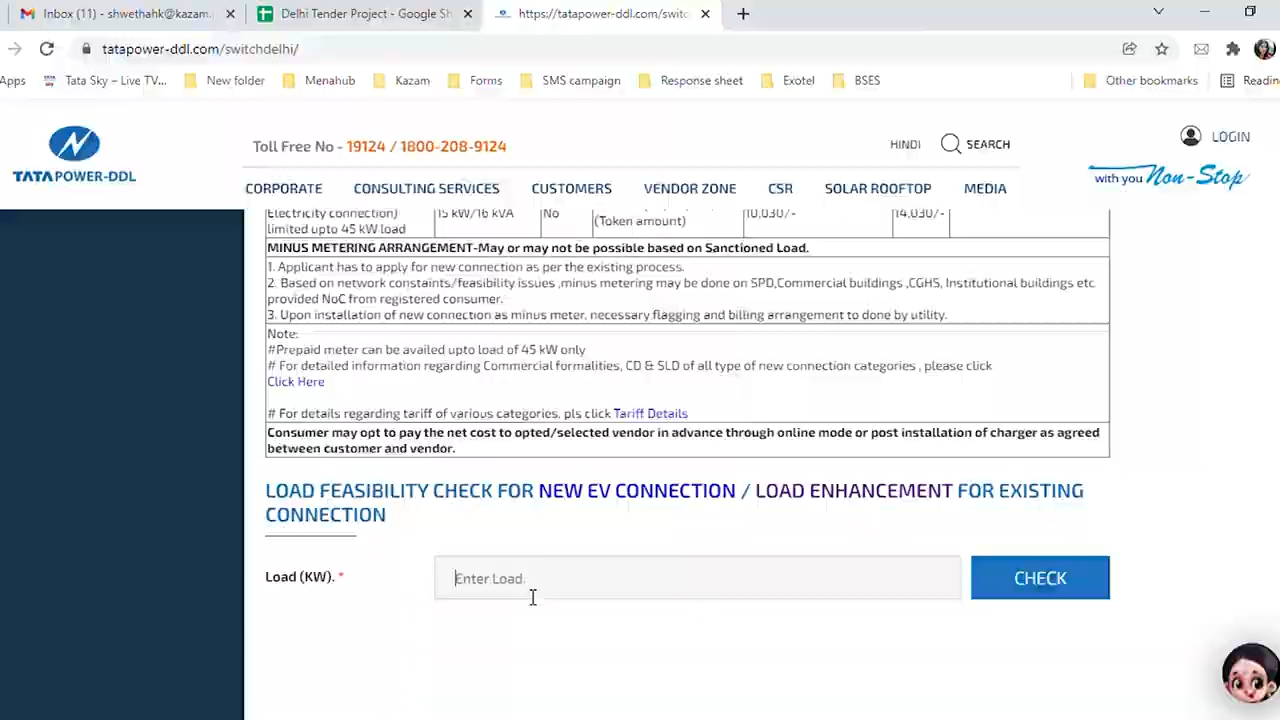 Inbox (11) - shwethahk@kazam.
Delhi Tender Project - Google Sh
https://tatapower-ddl.com/switc
tatapower-ddl.com/switchdelhi/
Apps
Tata Sky – Live TV...
New folder
Menahub
Kazam
Forms
SMS campaign
Response sheet
Exotel
BSES
Other bookmarks
Readin
TATA POWER-DDL
Toll Free No - 19124 / 1800-208-9124
HINDI
SEARCH
LOGIN
with you Non-Stop
CORPORATE
CONSULTING SERVICES
CUSTOMERS
VENDOR ZONE
CSR
SOLAR ROOFTOP
MEDIA
Electricity connection)
limited upto 45 kW load
15 kW/16 kVA
No
(Token amount)
10,030/-
14,030/-
MINUS METERING ARRANGEMENT-May or may not be possible based on Sanctioned Load.
1. Applicant has to apply for new connection as per the existing process.
2. Based on network constaints/feasibility issues ,minus metering may be done on SPD,Commercial buildings ,CGHS, Institutional buildings etc
provided NoC from registered consumer.
3. Upon installation of new connection as minus meter, necessary flagging and billing arrangement to done by utility.
Note:
#Prepaid meter can be availed upto load of 45 kW only
# For detailed information regarding Commercial formalities, CD & SLD of all type of new connection categories , please click
Click Here
# For details regarding tariff of various categories, pls click Tariff Details
Consumer may opt to pay the net cost to opted/selected vendor in advance through online mode or post installation of charger as agreed
between customer and vendor.
LOAD FEASIBILITY CHECK FOR NEW EV CONNECTION / LOAD ENHANCEMENT FOR EXISTING
CONNECTION
Load (KW). *
Enter Load.
CHECK